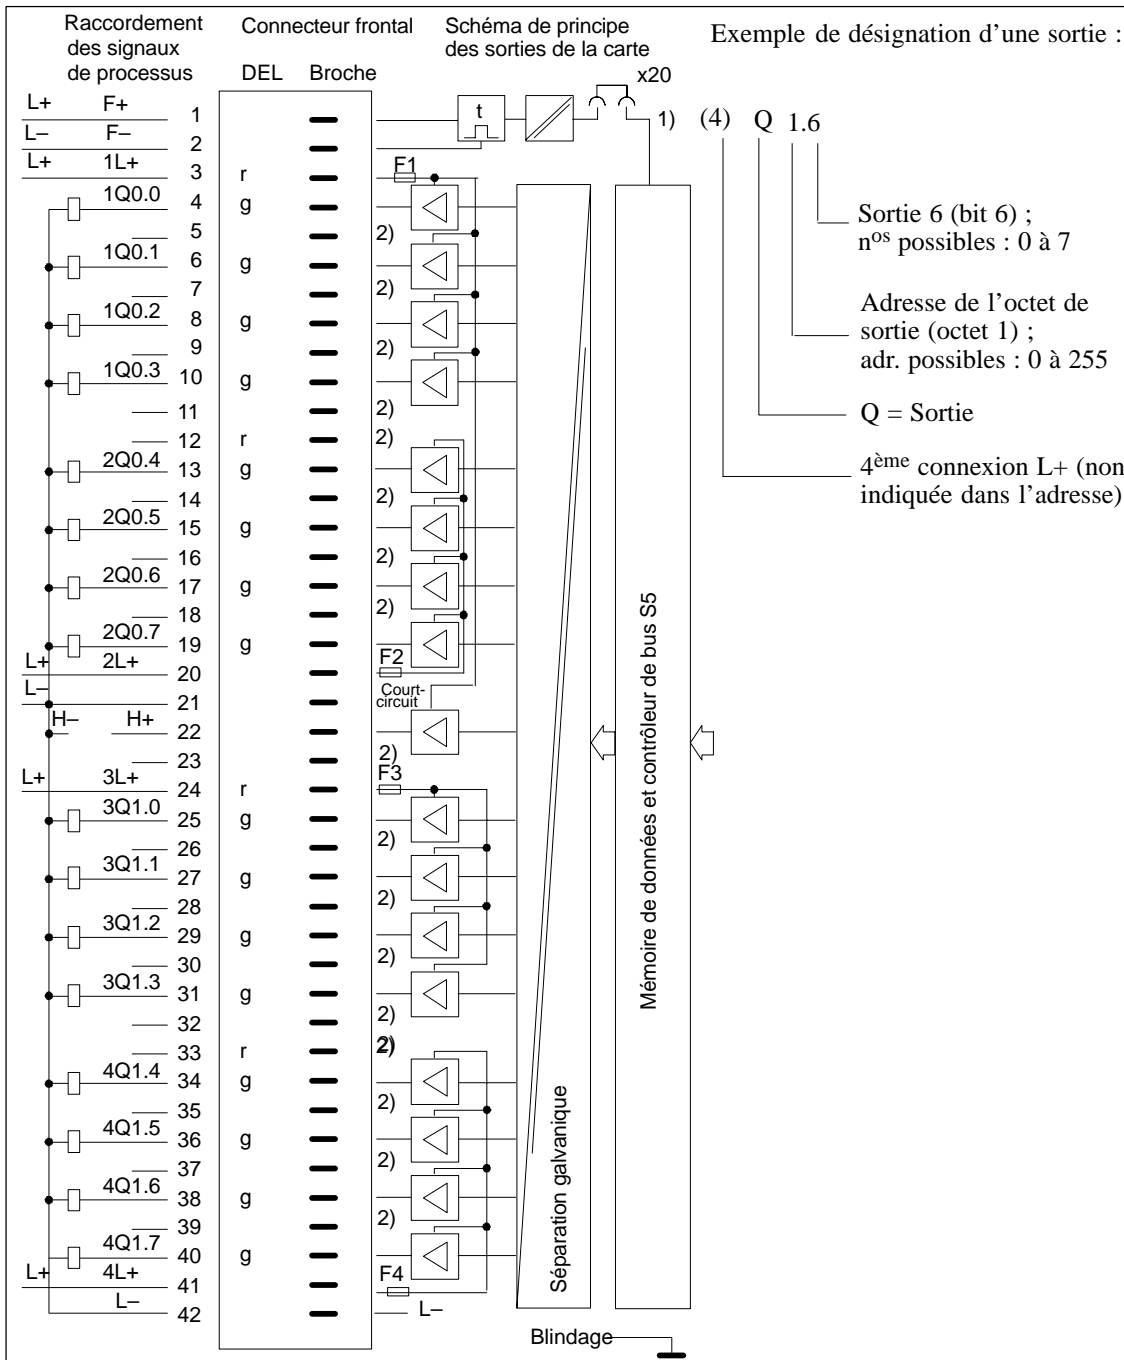 Raccordement
des signaux
de processus
Connecteur frontal
Schéma de principe
des sorties de la carte
Exemple de désignation d’une sortie :
DEL Broche
x20
L+ F+ 1
t
1) (4) Q 1.6
L– F– 2
L+ 1L+ 3 r F1
1Q0.0 4 g
5 2)
1Q0.1 6 g
7 2)
1Q0.2 8 g
9 2)
1Q0.3 10 g
11 2)
12 r 2)
2Q0.4 13 g
14 2)
2Q0.5 15 g
16 2)
2Q0.6 17 g
18 2)
2Q0.7 19 g
L+ 2L+ 20 F2
L– 21
Court-
circuit
H– H+ 22
23 2)
L+ 3L+ 24 r F3
3Q1.0 25 g
26 2)
3Q1.1 27 g
28 2)
3Q1.2 29 g
30 2)
3Q1.3 31 g
32 2)
33 r 2)
2)
4Q1.4 34 g
35 2)
4Q1.5 36 g
37 2)
4Q1.6 38 g
39 2)
4Q1.7 40 g
L+ 4L+ 41 F4
L– 42 L–
Séparation galvanique
Mémoire de données et contrôleur de bus S5
Blindage
Sortie 6 (bit 6) ;
nos possibles : 0 à 7
Adresse de l’octet de
sortie (octet 1) ;
adr. possibles : 0 à 255
Q = Sortie
4ème connexion L+ (non
indiquée dans l’adresse)